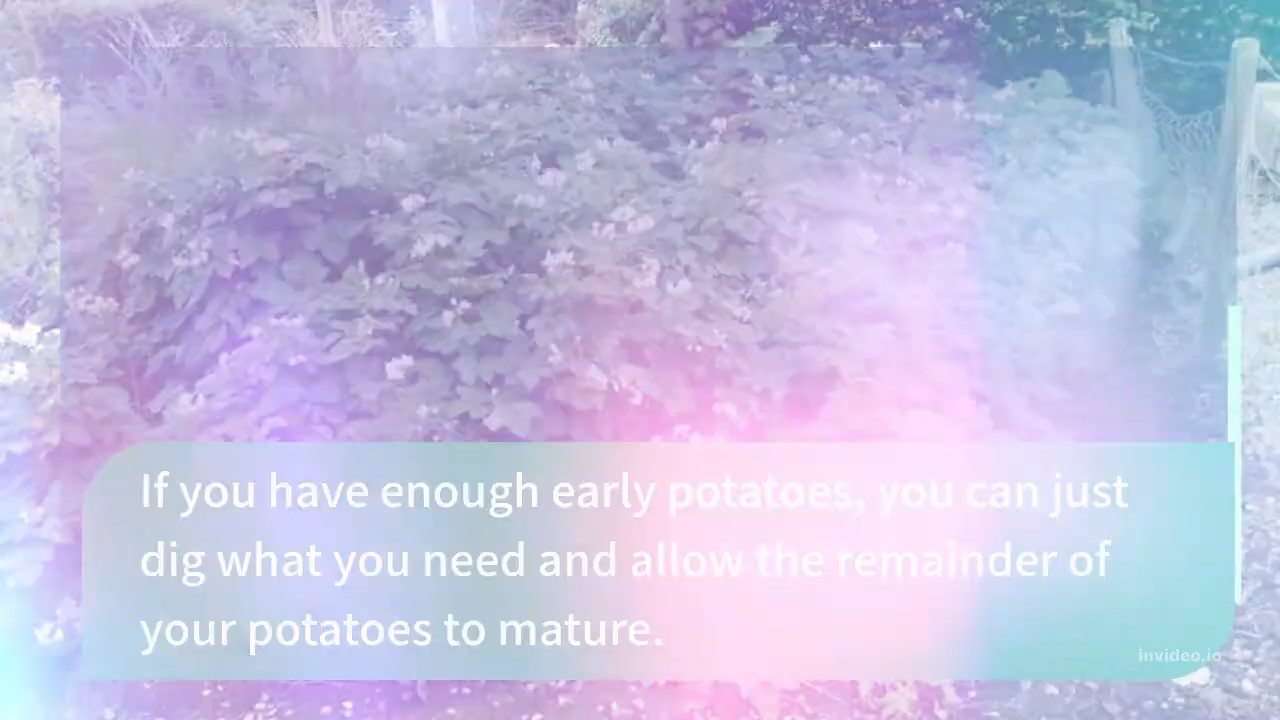 If you have enough early potatoes, you can just
dig what you need and allow the remainder of
your potatoes to mature.
invideo.io